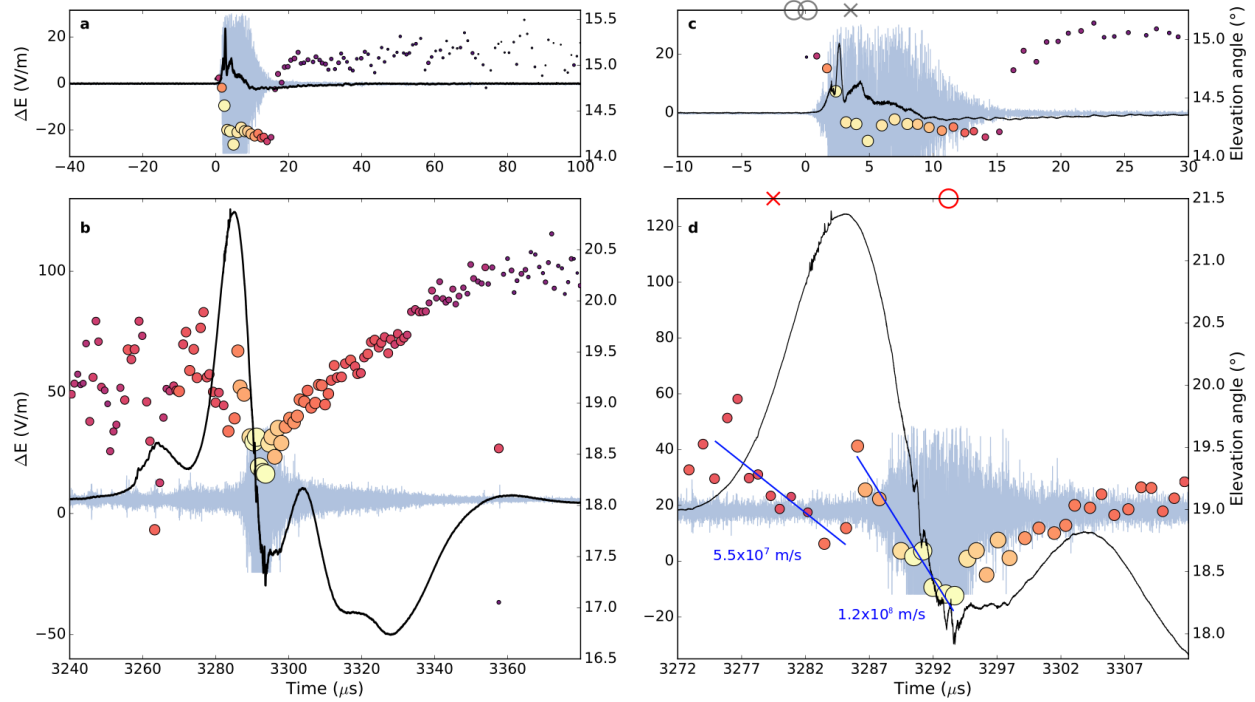 a
ΔE (V/m)
20
0
−20
−40 −20 0 20 40 60 80 100
15.5
15.0
14.5
14.0
c
ΔE (V/m)
30
20
10
0
−10
−10 −5 0 5 10 15 20 25 30
15.0
14.5
14.0
Elevation angle (°)
b
ΔE (V/m)
100
50
0
−50
3240 3260 3280 3300 3320 3340 3360
Time (μs)
20.5
20.0
19.5
19.0
18.5
18.0
17.5
17.0
16.5
d
120
100
80
60
40
20
0
−20
5.5x10⁷ m/s
1.2x10⁸ m/s
3272 3277 3282 3287 3292 3297 3302 3307
Time (μs)
21.5
21.0
20.5
20.0
19.5
19.0
18.5
18.0
Elevation angle (°)